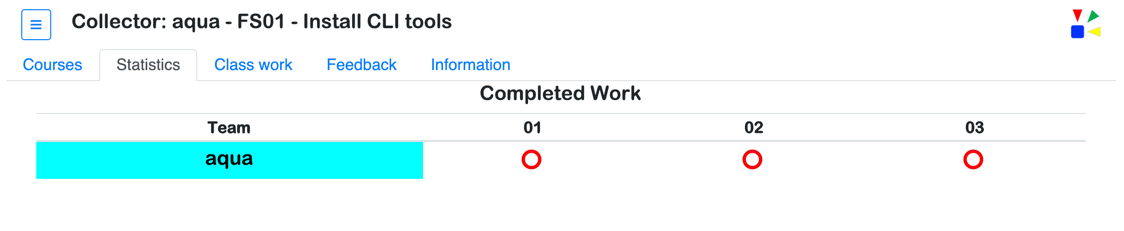 Collector: aqua - FS01 - Install CLI tools
Courses Statistics Class work Feedback Information
Completed Work
Team 01 02 03
aqua